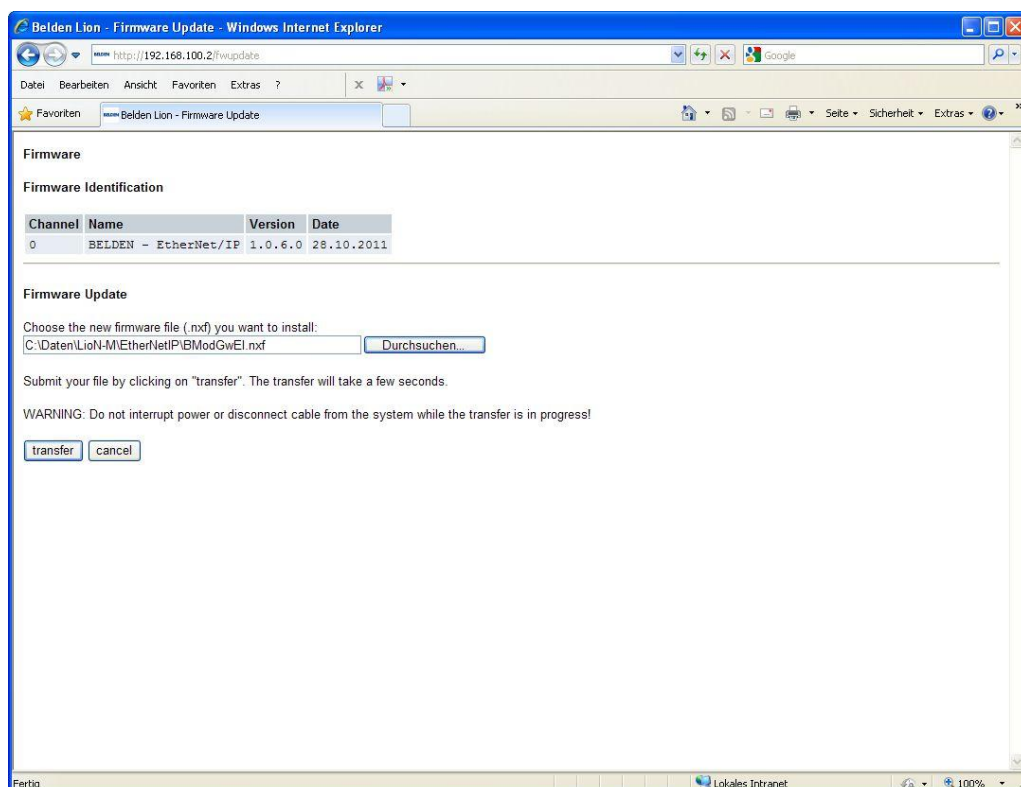 Belden Lion - Firmware Update - Windows Internet Explorer
http://192.168.100.2/fwupdate
Google
Datei Bearbeiten Ansicht Favoriten Extras ?
Favoriten
BELDEN Belden Lion - Firmware Update
Seite Sicherheit Extras
Firmware
Firmware Identification
Channel Name Version Date
0 BELDEN - EtherNet/IP 1.0.6.0 28.10.2011
Firmware Update
Choose the new firmware file (.nxf) you want to install:
C:\Daten\LioN-M\EtherNetIP\BModGwEI.nxf Durchsuchen...
Submit your file by clicking on "transfer". The transfer will take a few seconds.
WARNING: Do not interrupt power or disconnect cable from the system while the transfer is in progress!
transfer cancel
Fertig Lokales Intranet 100%